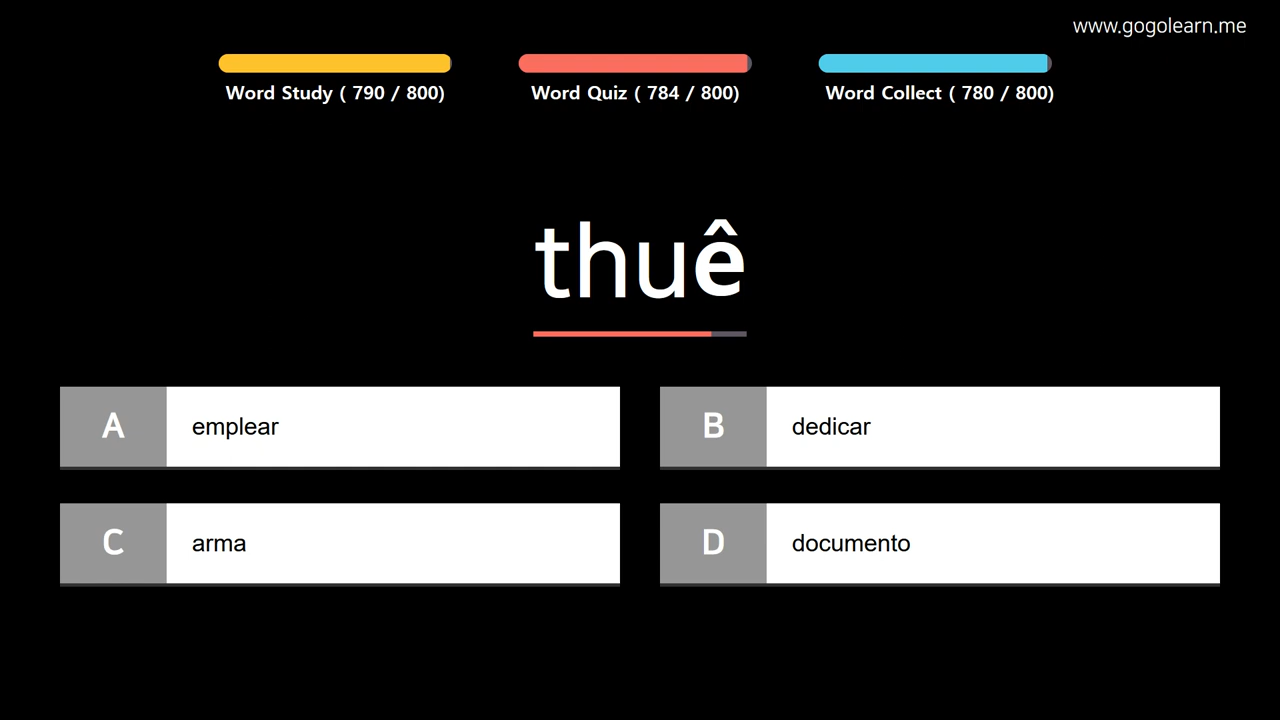 www.gogolearn.me
Word Study ( 790 / 800)
Word Quiz ( 784 / 800)
Word Collect ( 780 / 800)
thuê
A emplear
B dedicar
C arma
D documento